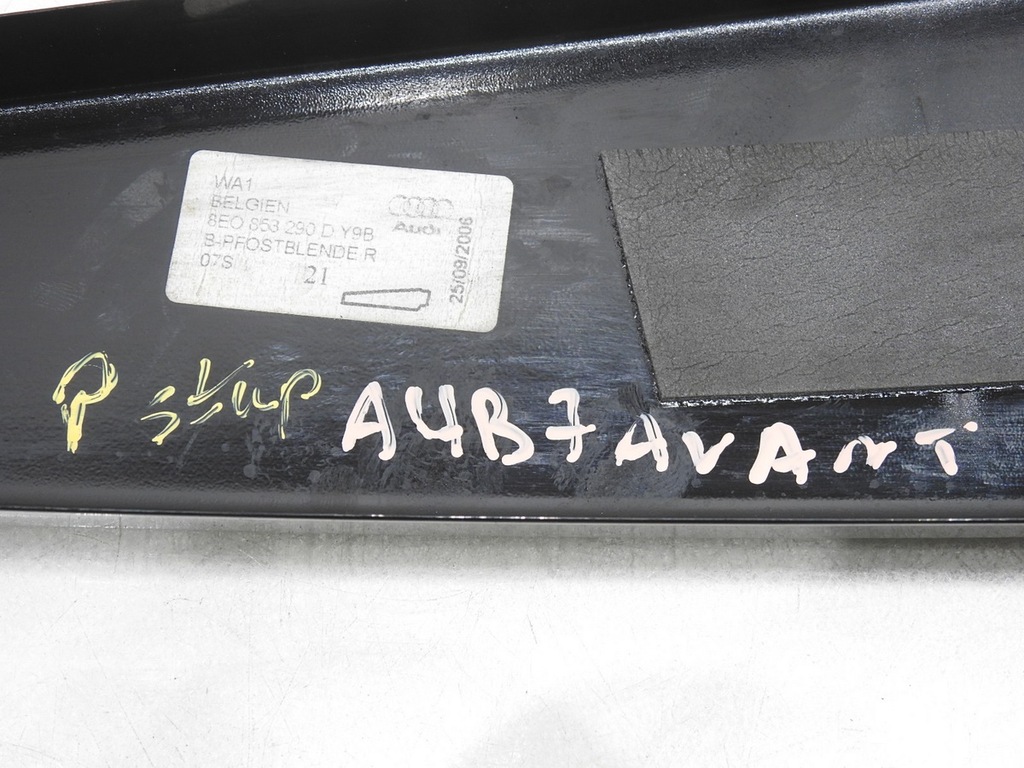 WA1
BELGIEN
8E0 853 290 D Y9B
B-PFOSTBLENDE R
07S 21
Audi
25/09/2006
P
A4B7 AVANT